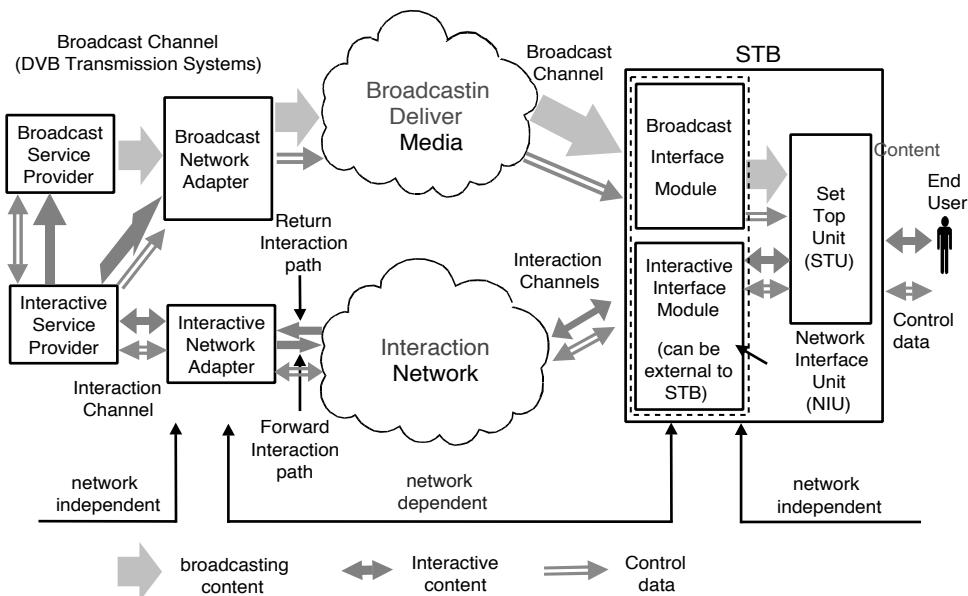 Broadcast Channel
(DVB Transmission Systems)
Broadcast
Service
Provider
Broadcast
Network
Adapter
Broadcastin
Deliver
Media
Broadcast
Channel
STB
Broadcast
Interface
Module
Content
Set
Top
Unit
(STU)
End
User
Return
Interaction
path
Interaction
Channels
Interactive
Service
Provider
Interactive
Network
Adapter
Interaction
Network
Interactive
Interface
Module
(can be
external to
STB)
Network
Interface
Unit
(NIU)
Control
data
Interaction
Channel
Forward
Interaction
path
network
independent
network
dependent
network
independent
broadcasting
content
Interactive
content
Control
data